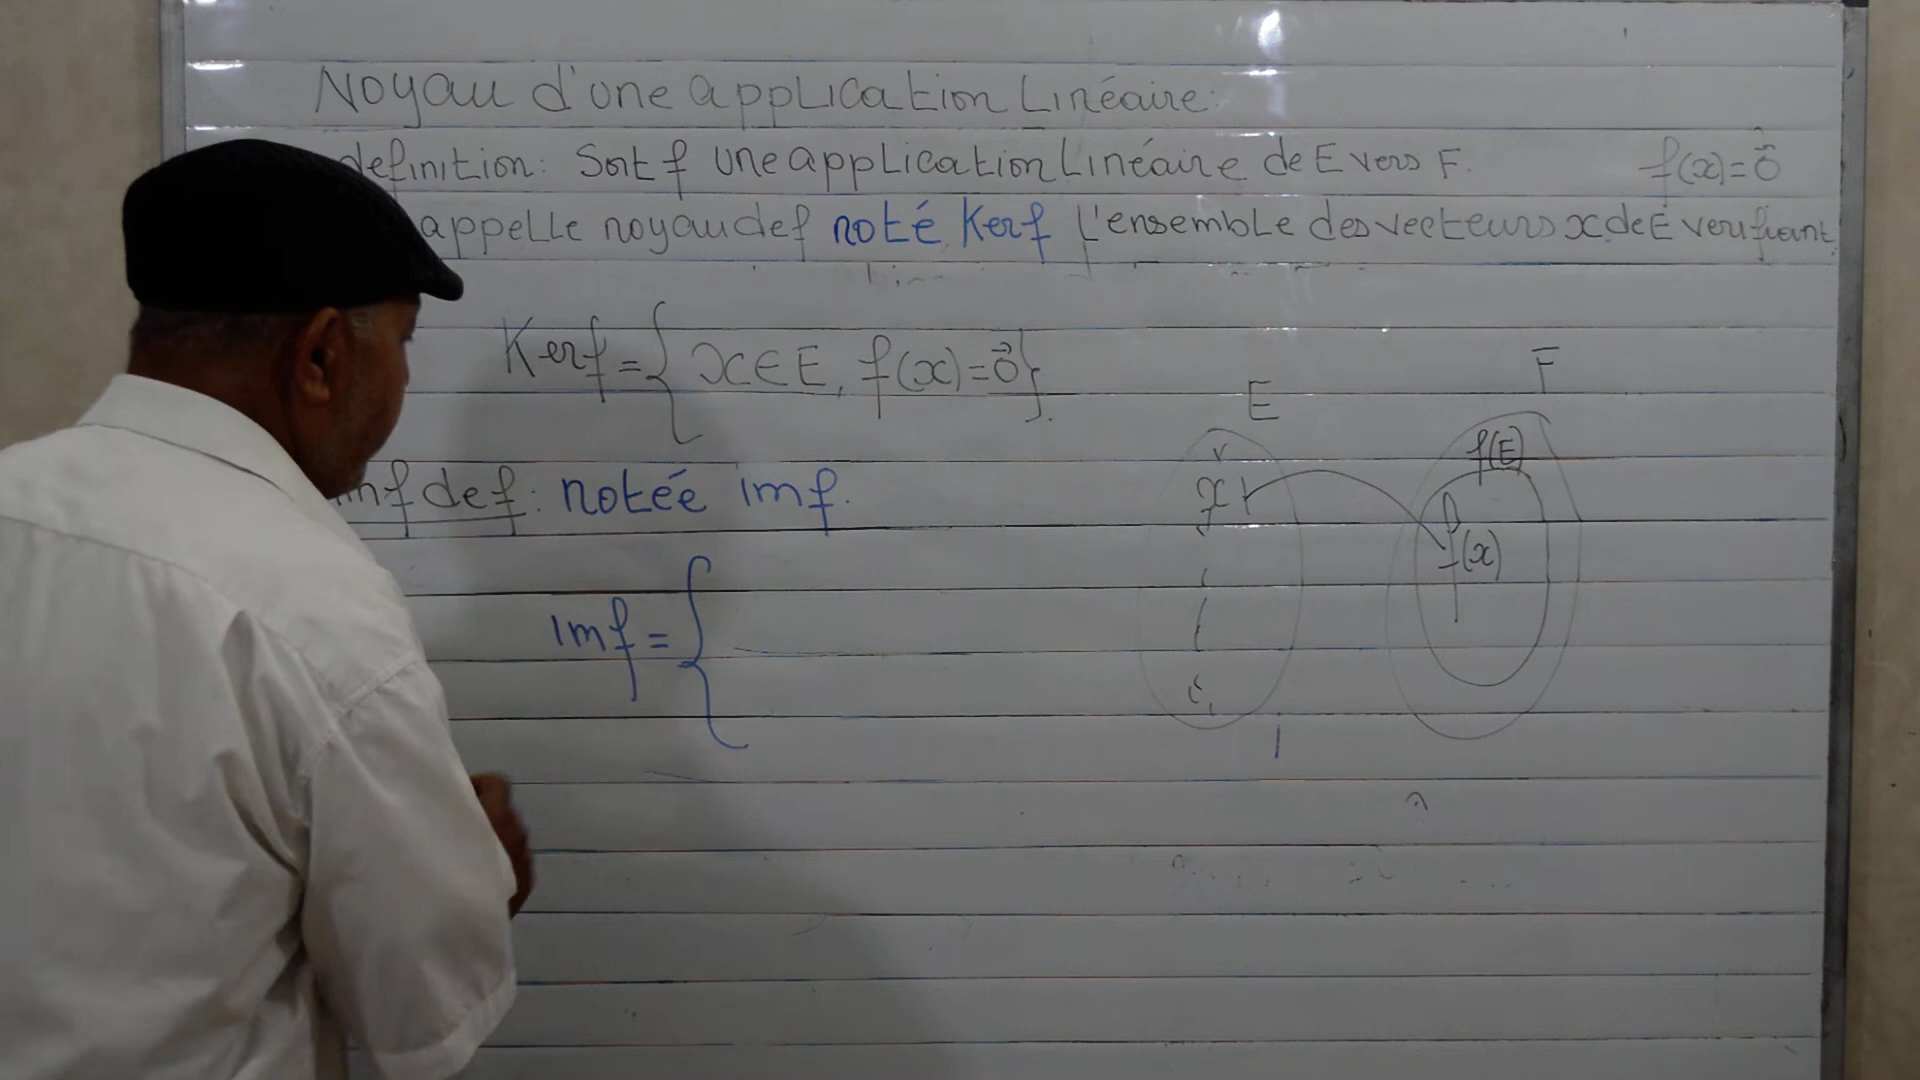 Noyau d'une application Linéaire:
definition: Soit f une application Linéaire de E vers F.
f(x)=0⃗
appelle noyau de f noté Kerf L'ensemble des vecteurs x de E verifiant
Kerf = { x∈E, f(x)=0⃗ }.
E
F
f(E)
def: notée Imf.
x
f(x)
Imf = {